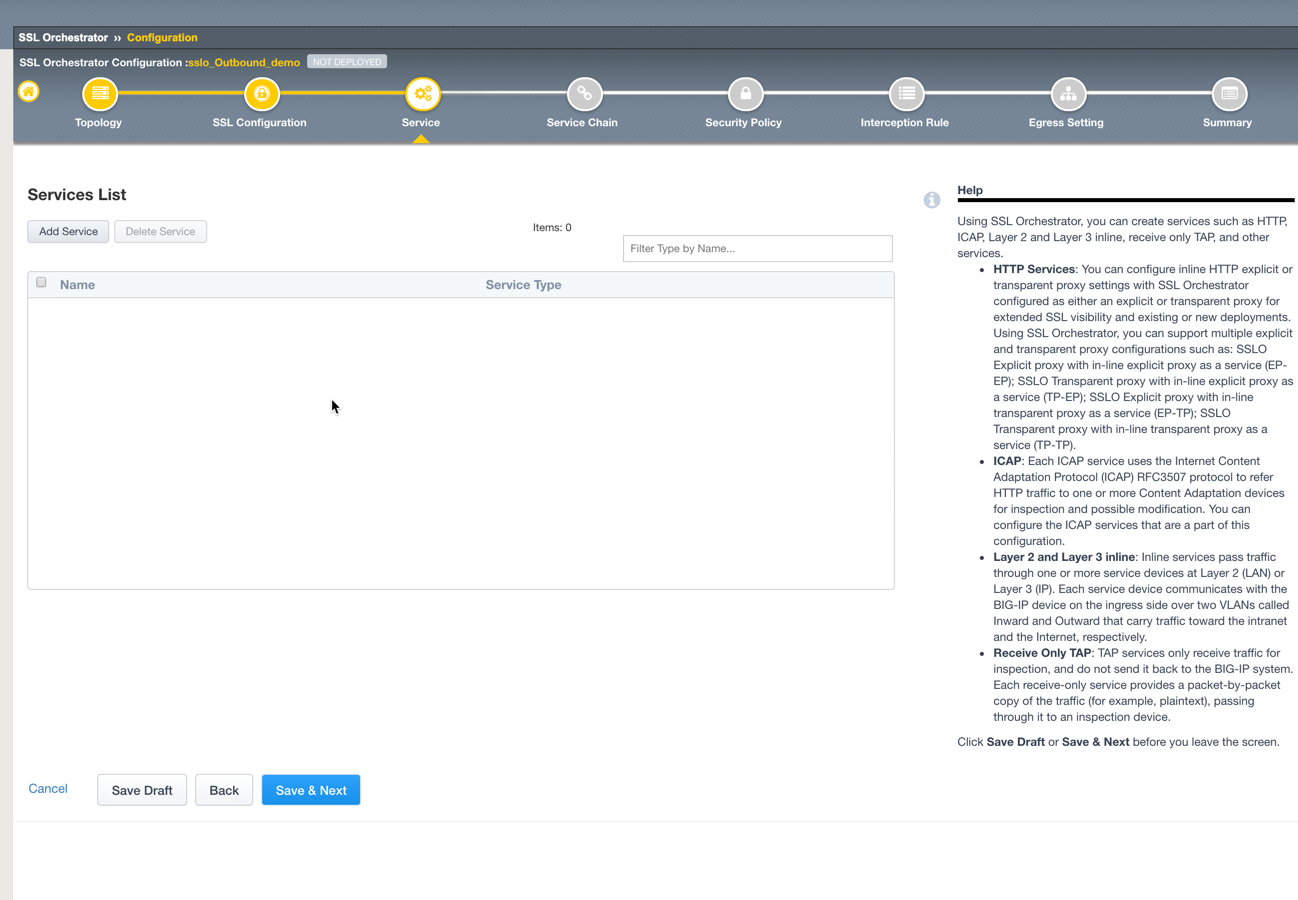 SSL Orchestrator ›› Configuration
SSL Orchestrator Configuration :sslo_Outbound_demo NOT DEPLOYED
Topology SSL Configuration Service Service Chain Security Policy Interception Rule Egress Setting Summary
Services List
Add Service Delete Service
Items: 0
Filter Type by Name...
Name Service Type
Help
Using SSL Orchestrator, you can create services such as HTTP,
ICAP, Layer 2 and Layer 3 inline, receive only TAP, and other
services.
• HTTP Services: You can configure inline HTTP explicit or
transparent proxy settings with SSL Orchestrator
configured as either an explicit or transparent proxy for
extended SSL visibility and existing or new deployments.
Using SSL Orchestrator, you can support multiple explicit
and transparent proxy configurations such as: SSLO
Explicit proxy with in-line explicit proxy as a service (EP-
EP); SSLO Transparent proxy with in-line explicit proxy as
a service (TP-EP); SSLO Explicit proxy with in-line
transparent proxy as a service (EP-TP); SSLO
Transparent proxy with in-line transparent proxy as a
service (TP-TP).
• ICAP: Each ICAP service uses the Internet Content
Adaptation Protocol (ICAP) RFC3507 protocol to refer
HTTP traffic to one or more Content Adaptation devices
for inspection and possible modification. You can
configure the ICAP services that are a part of this
configuration.
• Layer 2 and Layer 3 inline: Inline services pass traffic
through one or more service devices at Layer 2 (LAN) or
Layer 3 (IP). Each service device communicates with the
BIG-IP device on the ingress side over two VLANs called
Inward and Outward that carry traffic toward the intranet
and the Internet, respectively.
• Receive Only TAP: TAP services only receive traffic for
inspection, and do not send it back to the BIG-IP system.
Each receive-only service provides a packet-by-packet
copy of the traffic (for example, plaintext), passing
through it to an inspection device.
Click Save Draft or Save & Next before you leave the screen.
Cancel Save Draft Back Save & Next